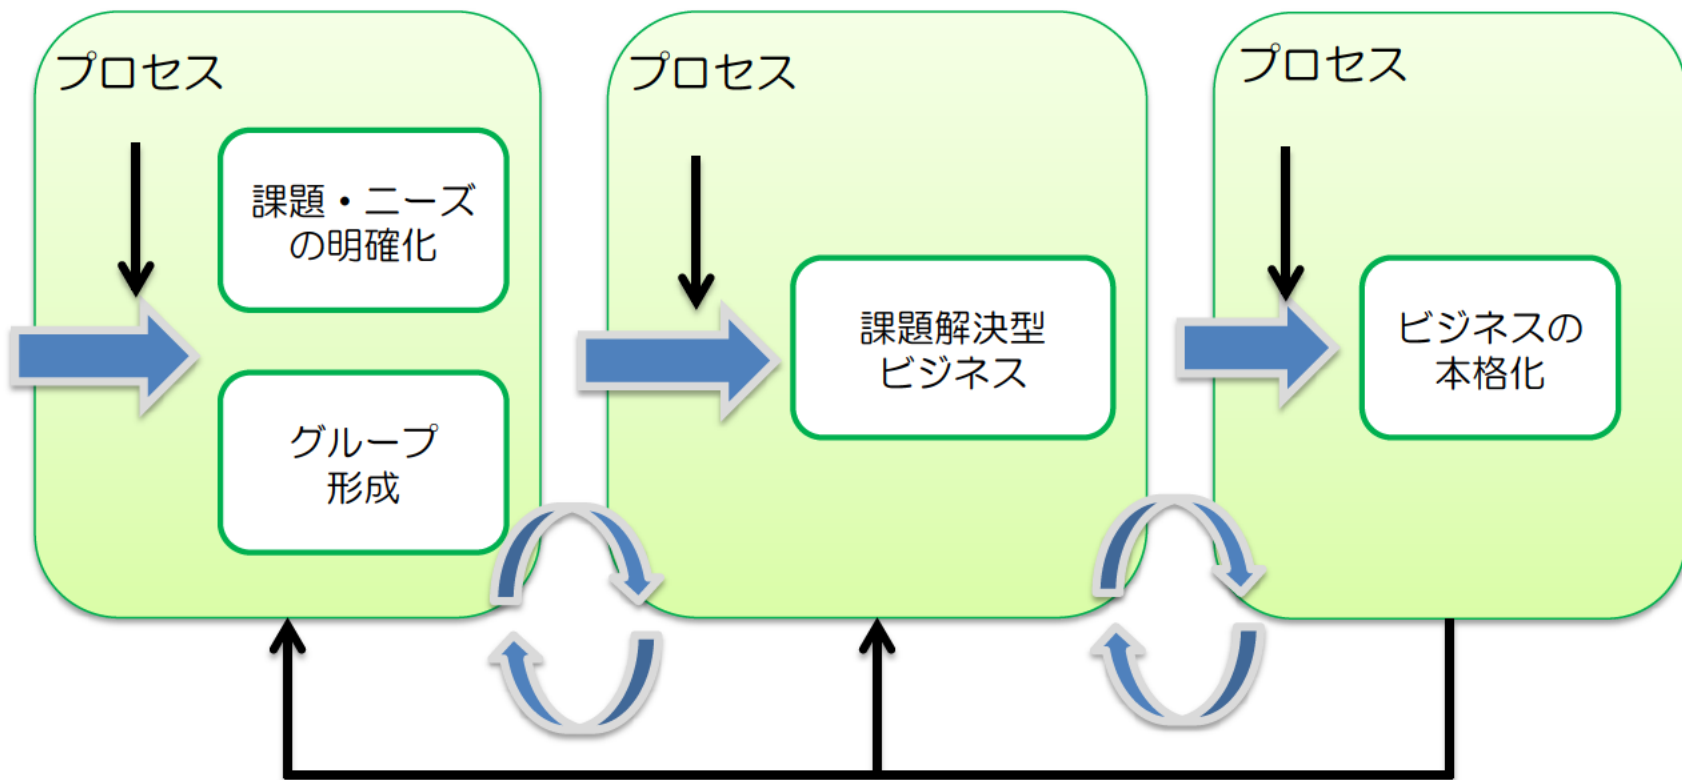 プロセス
課題・ニーズ
の明確化
グループ
形成
プロセス
課題解決型
ビジネス
プロセス
ビジネスの
本格化